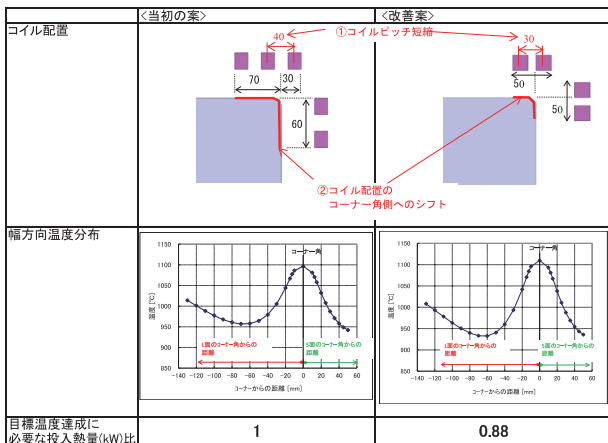 <当初の案>
<改善案>
コイル配置
①コイルピッチ短縮
40
70
30
60
30
50
50
②コイル配置の
コーナー角側へのシフト
幅方向温度分布
コーナー角
1150
1100
1050
1000
950
900
850
温度 [℃]
L面のコーナー角からの
距離
S面のコーナー角からの
距離
-140 -120 -100 -80 -60 -40 -20 0 20 40 60
コーナーからの距離 [mm]
コーナー角
1150
1100
1050
1000
950
900
850
温度 [℃]
L面のコーナー角からの
距離
S面のコーナー角からの
距離
-140 -120 -100 -80 -60 -40 -20 0 20 40 60
コーナーからの距離 [mm]
目標温度達成に
必要な投入熱量(kW)比
1
0.88